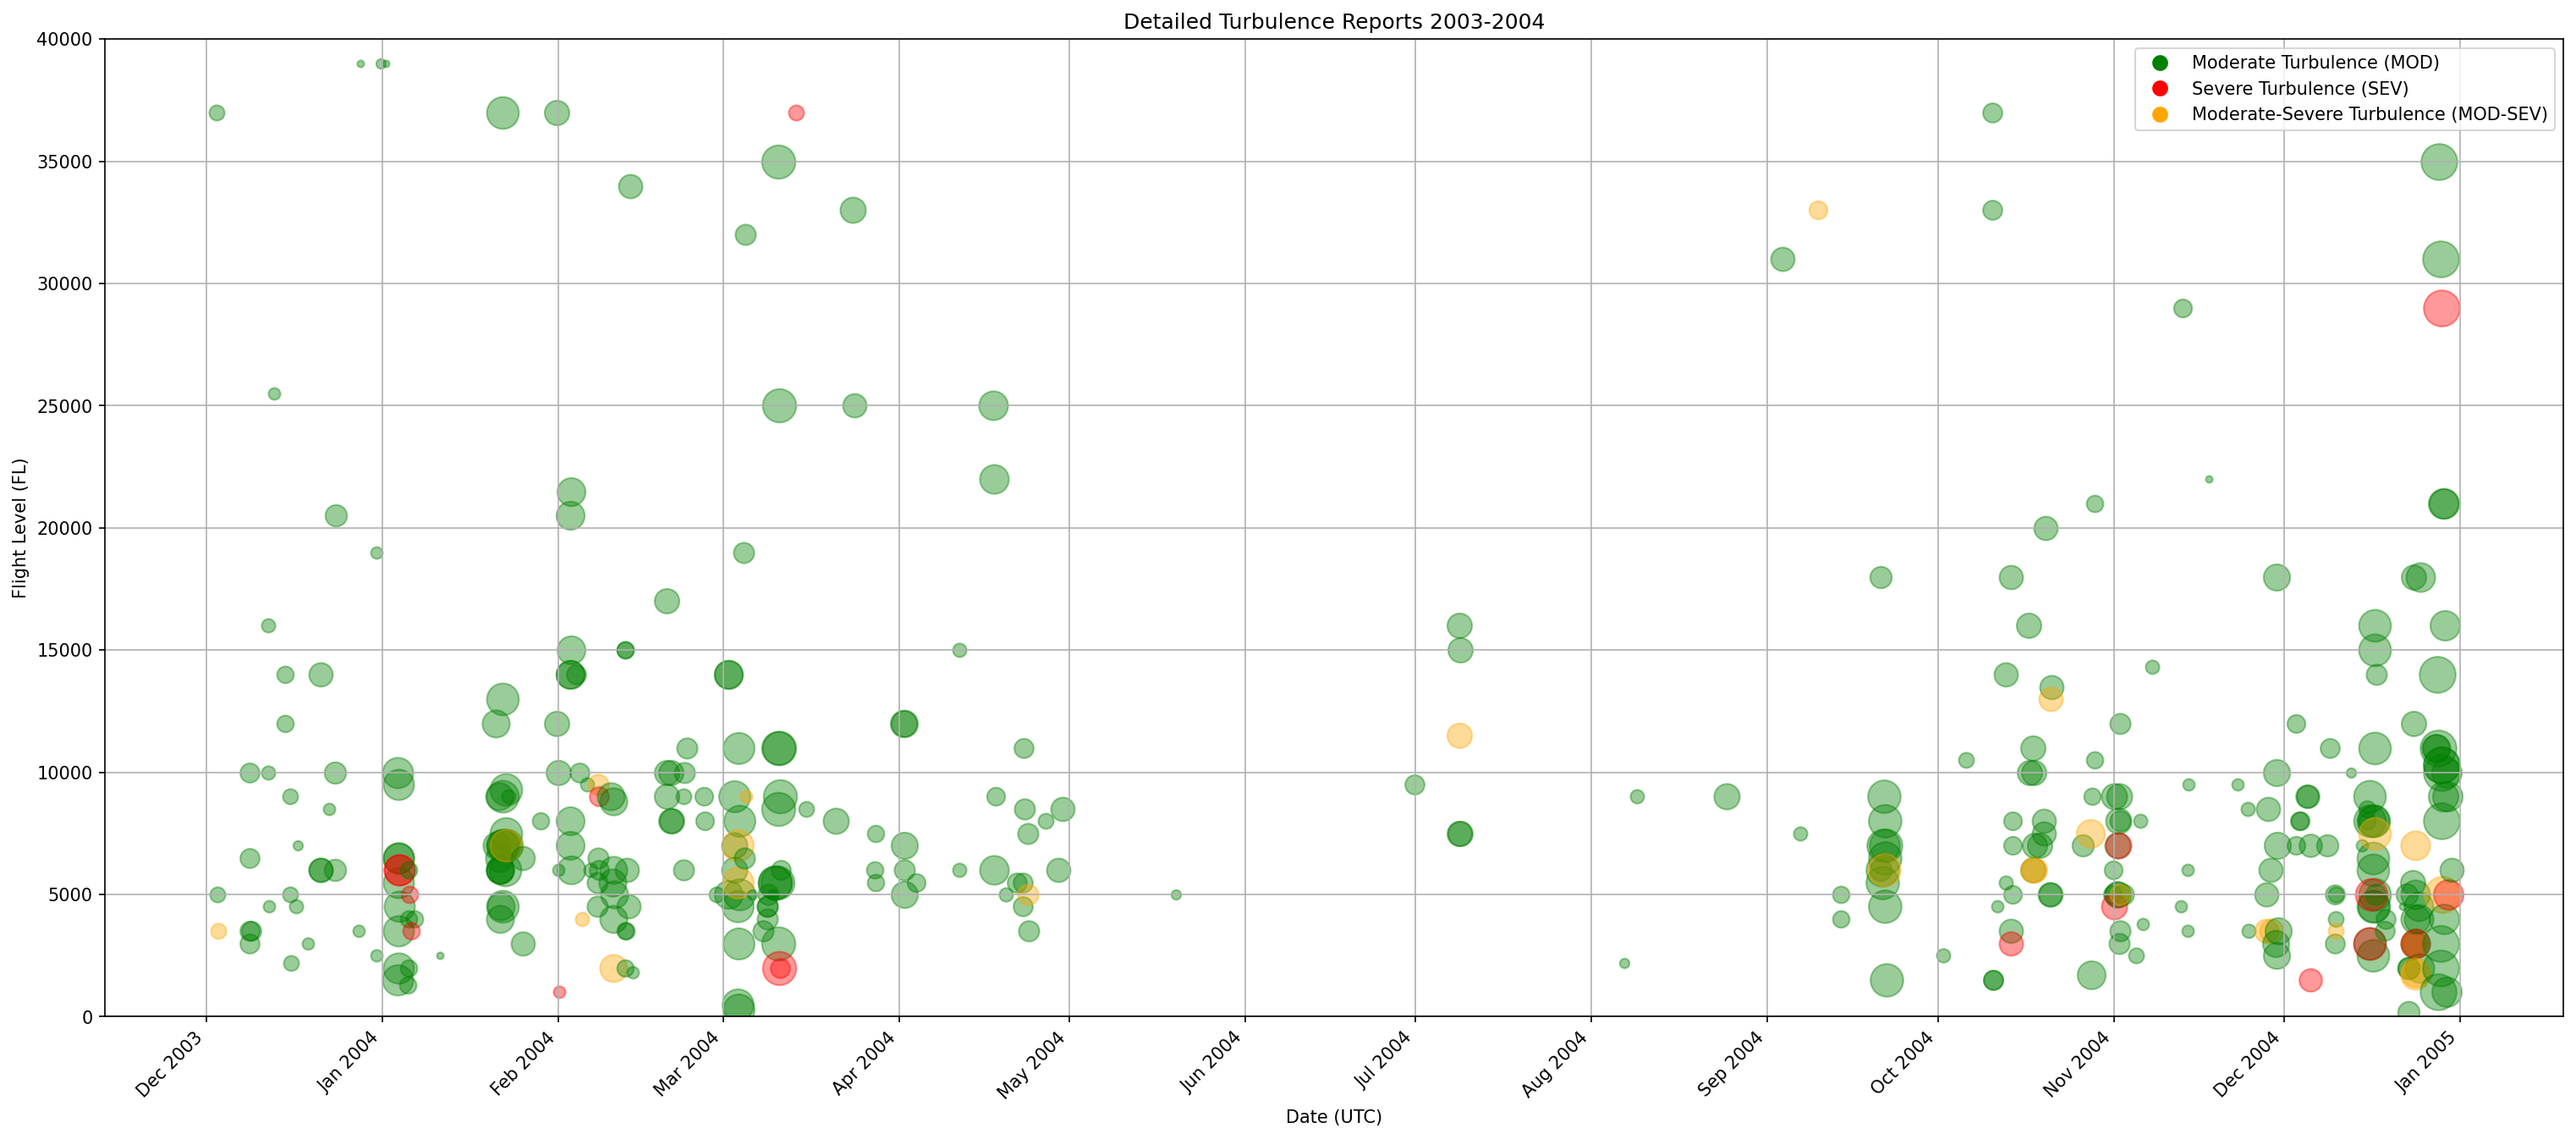 Detailed Turbulence Reports 2003-2004
Moderate Turbulence (MOD)
Severe Turbulence (SEV)
Moderate-Severe Turbulence (MOD-SEV)
Flight Level (FL)
40000
35000
30000
25000
20000
15000
10000
5000
0
Dec 2003
Jan 2004
Feb 2004
Mar 2004
Apr 2004
May 2004
Jun 2004
Jul 2004
Aug 2004
Sep 2004
Oct 2004
Nov 2004
Dec 2004
Jan 2005
Date (UTC)